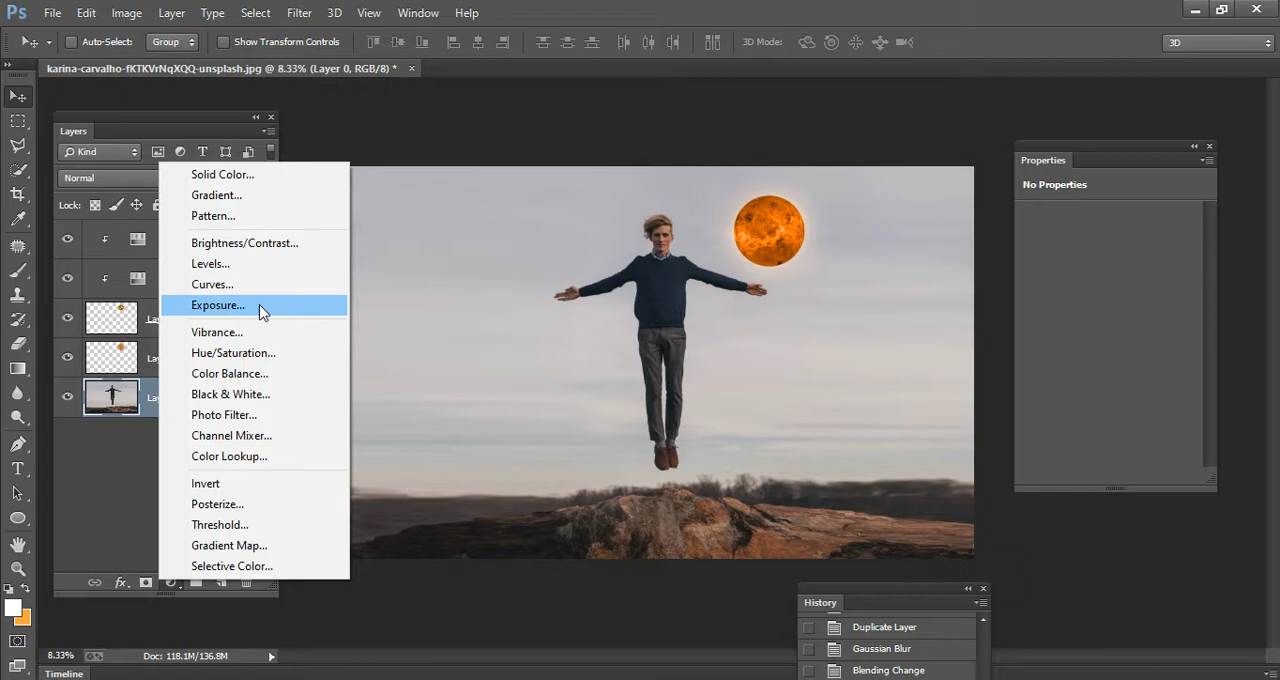 Ps File Edit Image Layer Type Select Filter 3D View Window Help
Auto-Select: Group Show Transform Controls 3D Mode: 3D
karina-carvalho-fKTKVrNqXQQ-unsplash.jpg @ 8.33% (Layer 0, RGB/8) *
Layers
Kind
Normal
Lock:
Solid Color...
Gradient...
Pattern...
Brightness/Contrast...
Levels...
Curves...
Exposure...
Vibrance...
Hue/Saturation...
Color Balance...
Black & White...
Photo Filter...
Channel Mixer...
Color Lookup...
Invert
Posterize...
Threshold...
Gradient Map...
Selective Color...
fx
Properties
No Properties
History
Duplicate Layer
Gaussian Blur
Blending Change
8.33% Doc: 118.1M/136.8M
Timeline